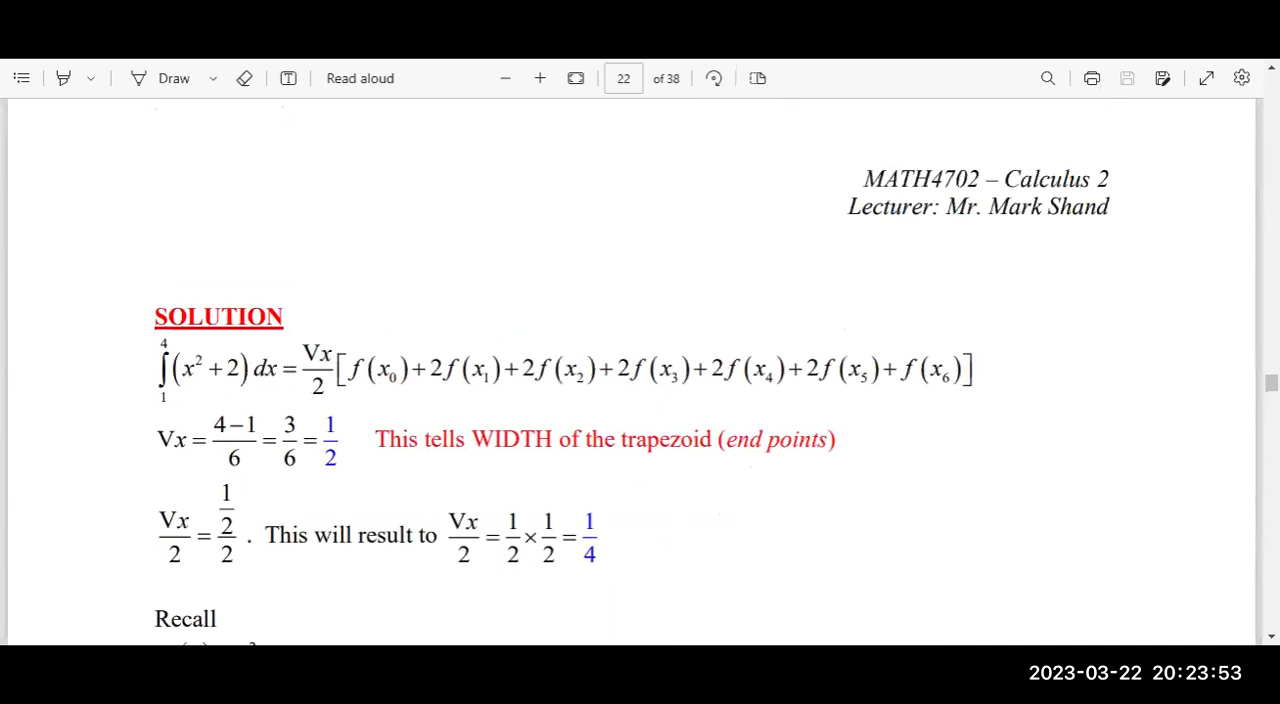 Draw
Read aloud
22 of 38
MATH4702 – Calculus 2
Lecturer: Mr. Mark Shand
SOLUTION
∫₁⁴(x² + 2) dx = Vx/2 [f(x₀) + 2f(x₁) + 2f(x₂) + 2f(x₃) + 2f(x₄) + 2f(x₅) + f(x₆)]
Vx = (4−1)/6 = 3/6 = 1/2 This tells WIDTH of the trapezoid (end points)
Vx/2 = (1/2)/2 . This will result to Vx/2 = 1/2 × 1/2 = 1/4
Recall
2023-03-22 20:23:53